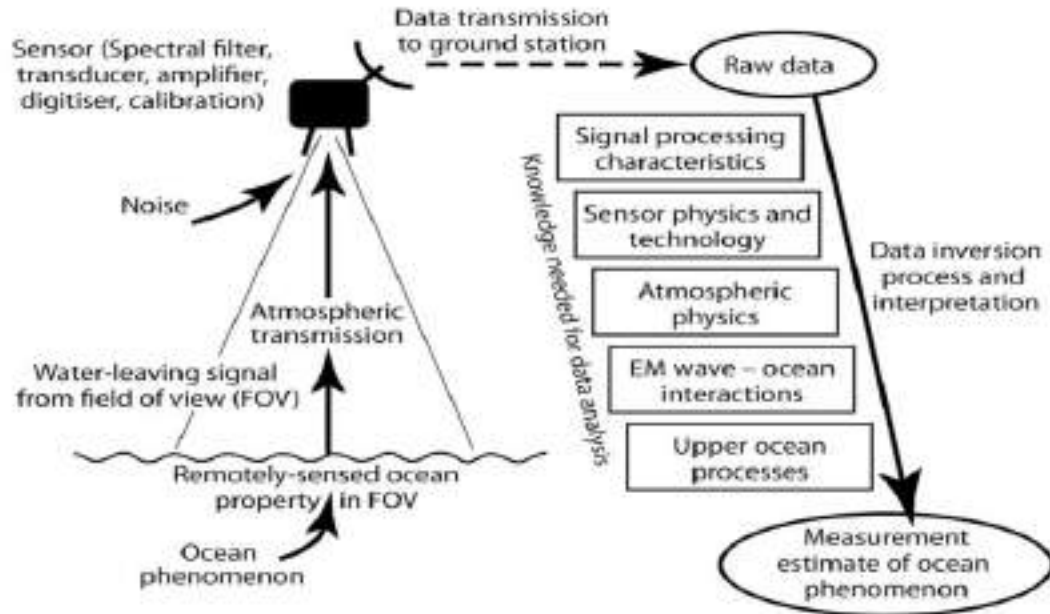 Data transmission
to ground station
Sensor (Spectral filter,
transducer, amplifier,
digitiser, calibration)
Raw data
Signal processing
characteristics
Noise
Sensor physics and
technology
Knowledge needed for data analysis
Data inversion
process and
interpretation
Atmospheric
physics
Atmospheric
transmission
Water-leaving signal
from field of view (FOV)
EM wave – ocean
interactions
Upper ocean
processes
Remotely-sensed ocean
property in FOV
Ocean
phenomenon
Measurement
estimate of ocean
phenomenon